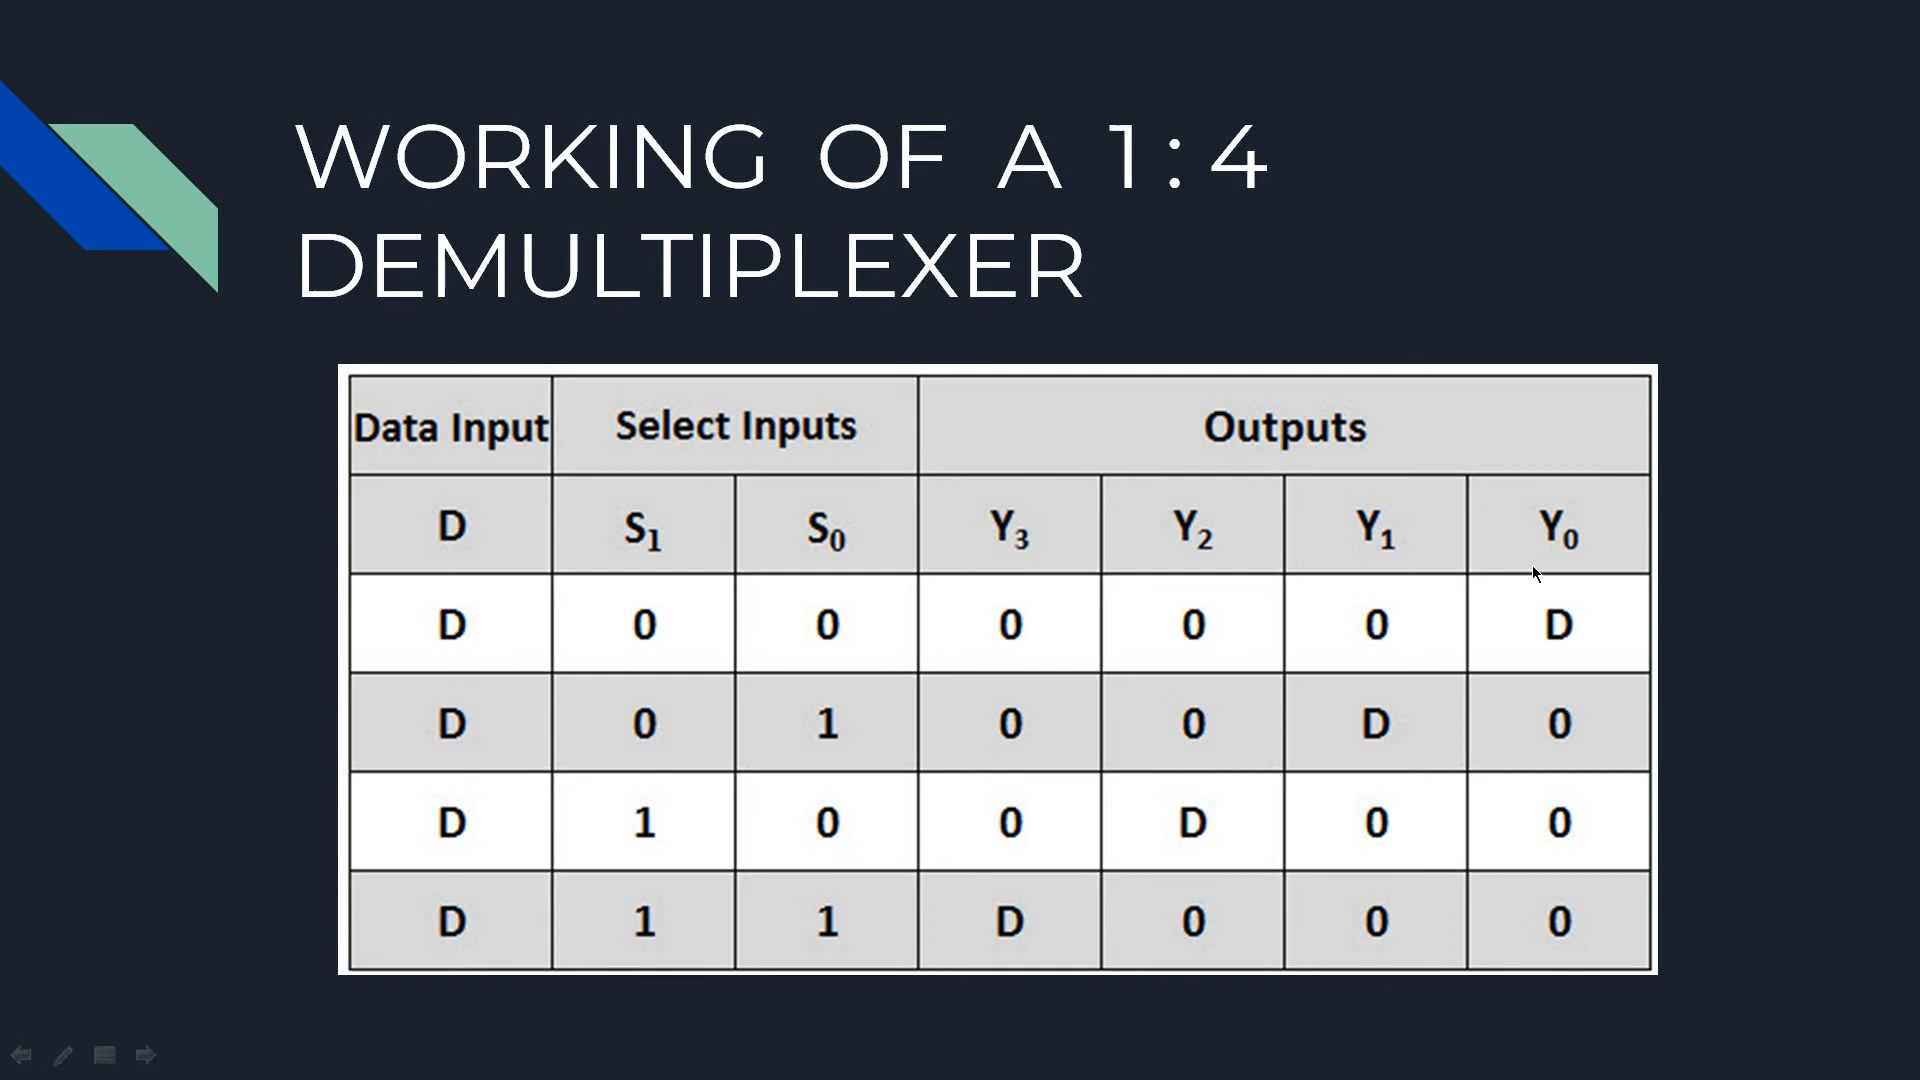 WORKING OF A 1 : 4
DEMULTIPLEXER
Data Input Select Inputs Outputs
D S₁ S₀ Y₃ Y₂ Y₁ Y₀
D 0 0 0 0 0 D
D 0 1 0 0 D 0
D 1 0 0 D 0 0
D 1 1 D 0 0 0